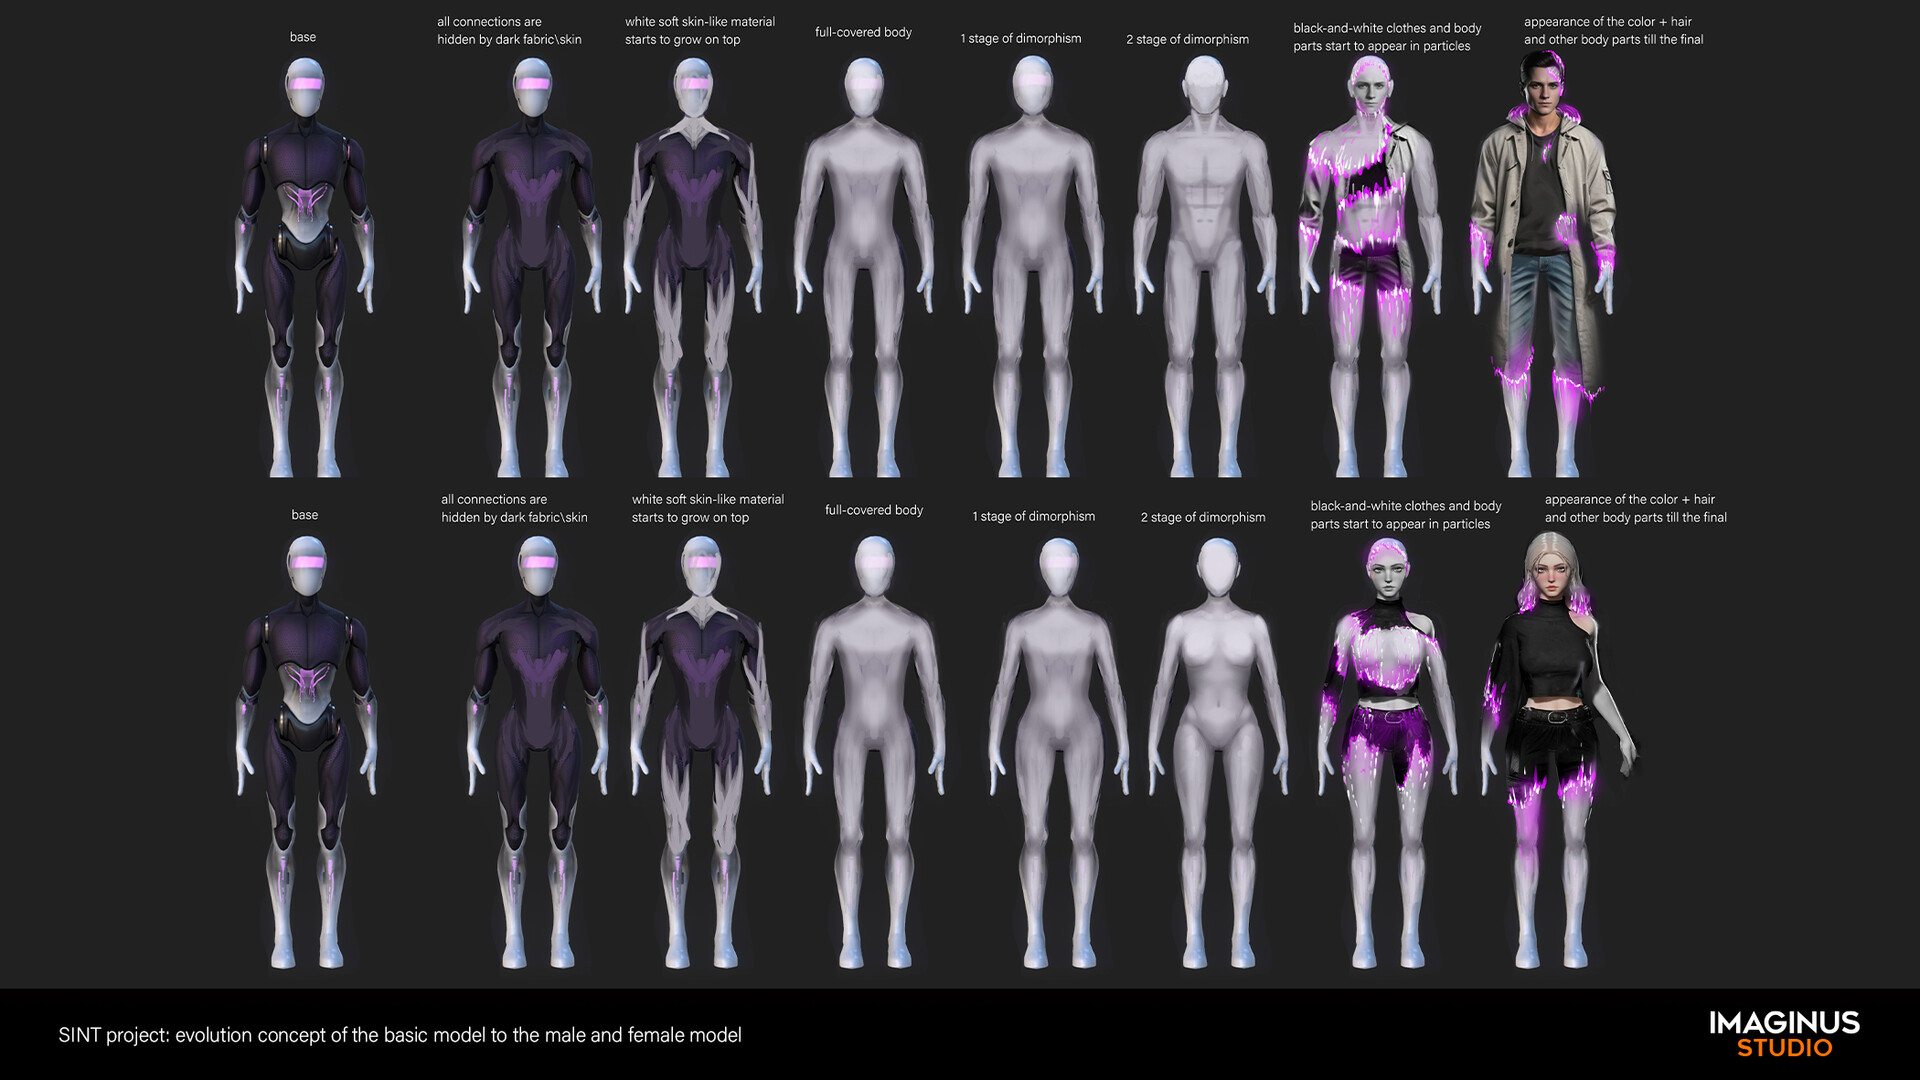 base
all connections are
hidden by dark fabric\skin
white soft skin-like material
starts to grow on top
full-covered body
1 stage of dimorphism
2 stage of dimorphism
black-and-white clothes and body
parts start to appear in particles
appearance of the color + hair
and other body parts till the final
base
all connections are
hidden by dark fabric\skin
white soft skin-like material
starts to grow on top
full-covered body
1 stage of dimorphism
2 stage of dimorphism
black-and-white clothes and body
parts start to appear in particles
appearance of the color + hair
and other body parts till the final
SINT project: evolution concept of the basic model to the male and female model
IMAGINUS
STUDIO